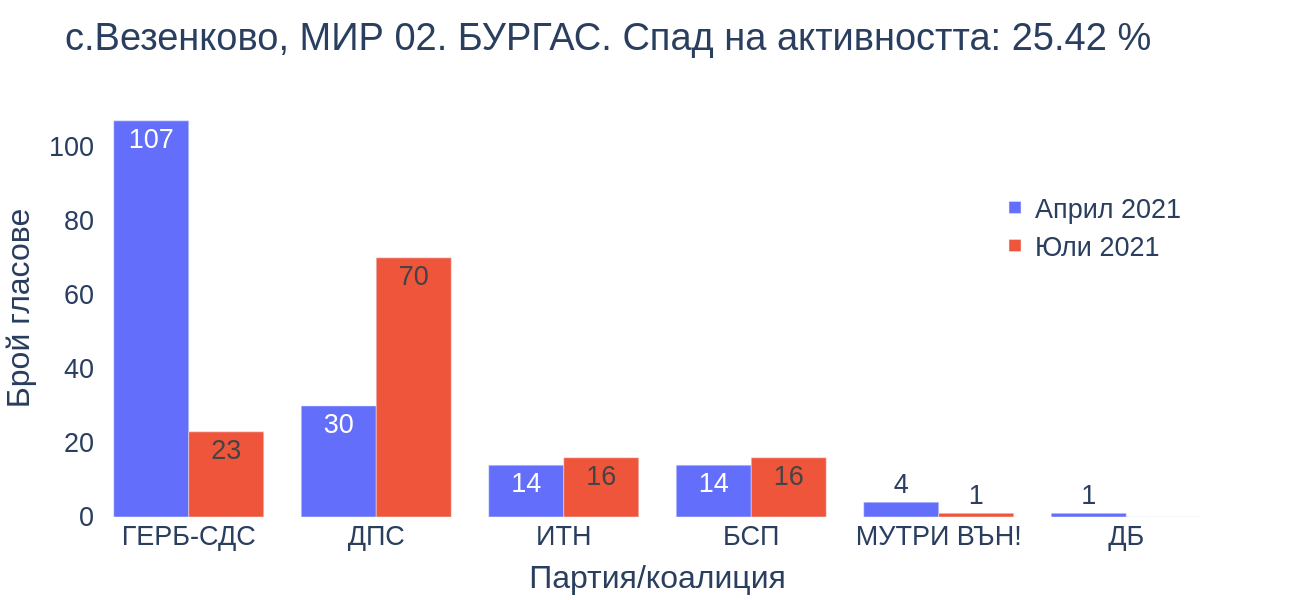 с.Везенково, МИР 02. БУРГАС. Спад на активността: 25.42 %
Брой гласове
100
80
60
40
20
0
107
23
30
70
14
16
14
16
4
1
1
Април 2021
Юли 2021
ГЕРБ-СДС
ДПС
ИТН
БСП
МУТРИ ВЪН!
ДБ
Партия/коалиция